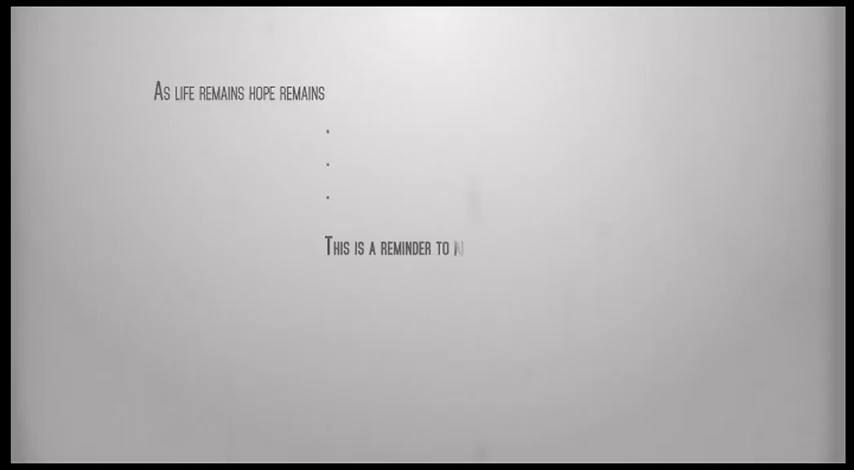 As life remains hope remains
.
.
.
This is a reminder to